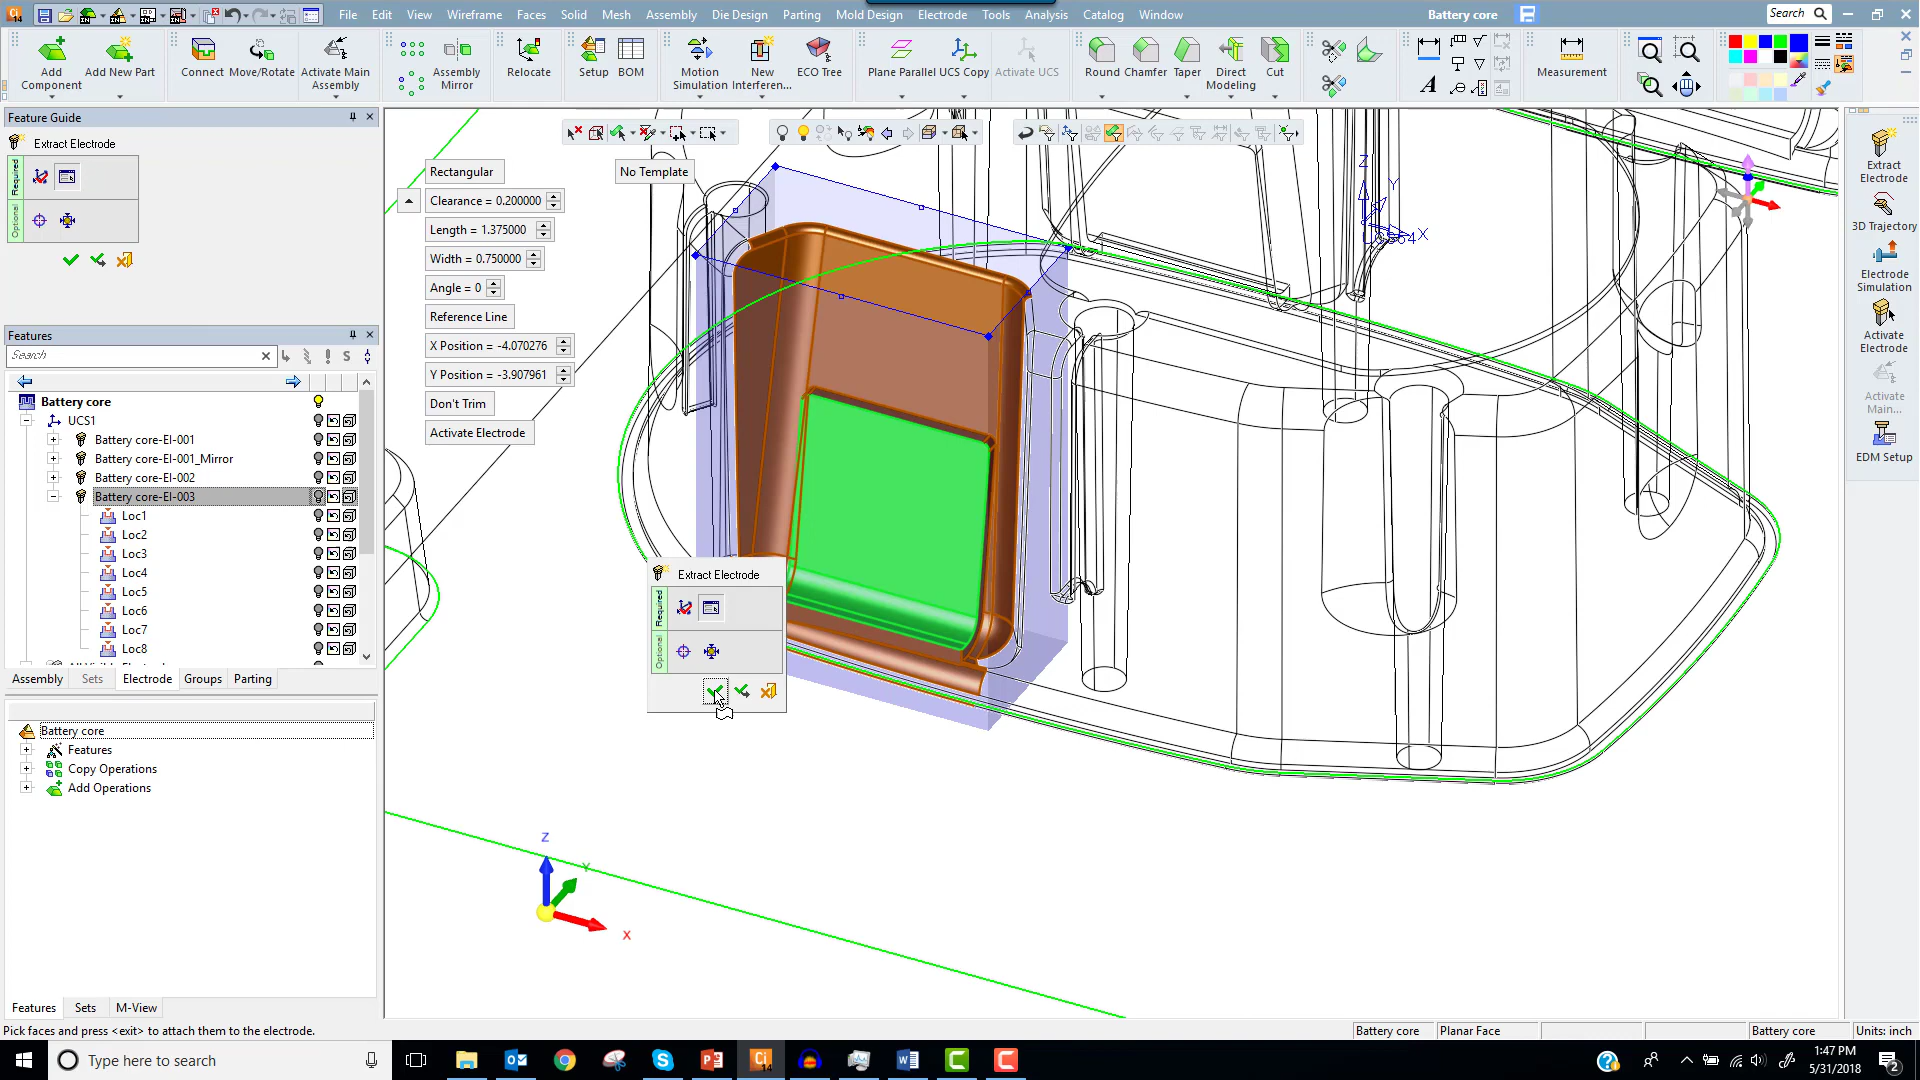 File Edit View Wireframe Faces Solid Mesh Assembly Die Design Parting Mold Design Electrode Tools Analysis Catalog Window
Battery core
Search
Add Component
Add New Part
Connect
Move/Rotate
Activate Main Assembly
Assembly Mirror
Relocate
Setup
BOM
Motion Simulation
New Interferen...
ECO Tree
Plane Parallel
UCS Copy
Activate UCS
Round
Chamfer
Taper
Direct Modeling
Cut
A
Measurement
Feature Guide
Extract Electrode
Required
Optional
Features
Search
S
Battery core
UCS1
Battery core-El-001
Battery core-El-001_Mirror
Battery core-El-002
Battery core-El-003
Loc1
Loc2
Loc3
Loc4
Loc5
Loc6
Loc7
Loc8
Assembly Sets Electrode Groups Parting
Battery core
Features
Copy Operations
Add Operations
Features Sets M-View
Rectangular
No Template
Clearance = 0.200000
Length = 1.375000
Width = 0.750000
Angle = 0
Reference Line
X Position = -4.070276
Y Position = -3.907961
Don't Trim
Activate Electrode
Extract Electrode
Required
Optional
Z
Y
X
Z
Y
X
Extract Electrode
3D Trajectory
Electrode Simulation
Activate Electrode
Activate Main...
EDM Setup
Pick faces and press <exit> to attach them to the electrode.
Battery core
Planar Face
Battery core
Units: inch
Type here to search
1:47 PM
5/31/2018
2